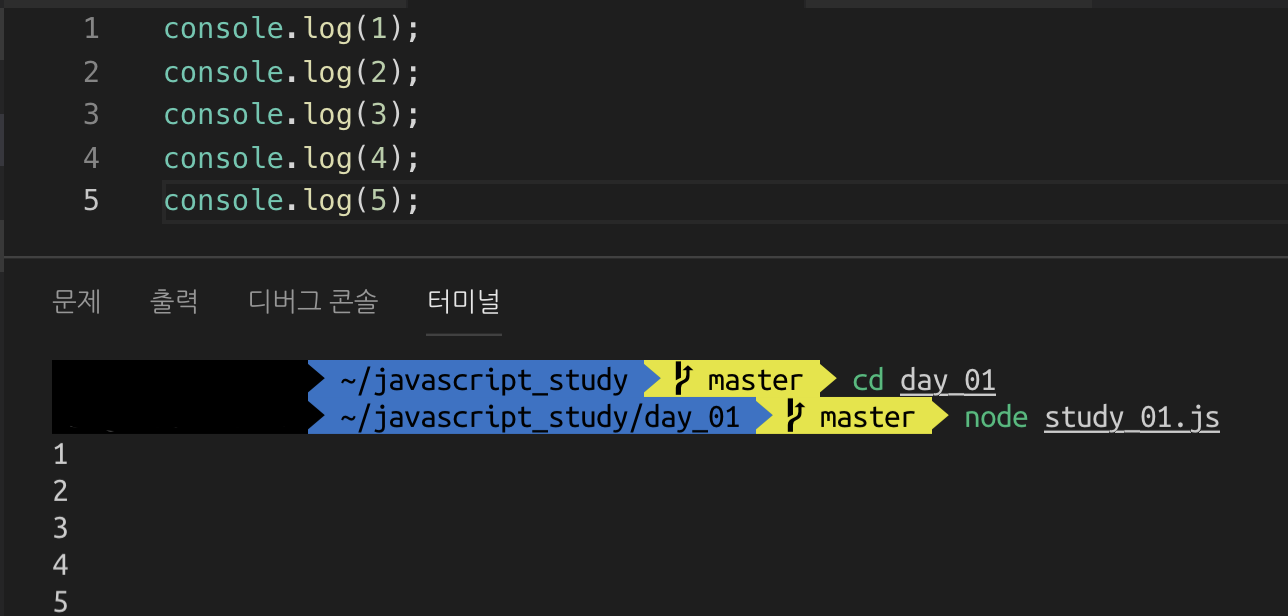 1 console.log(1);
2 console.log(2);
3 console.log(3);
4 console.log(4);
5 console.log(5);
문제 출력 디버그 콘솔 터미널
~/javascript_study master cd day_01
~/javascript_study/day_01 master node study_01.js
1
2
3
4
5